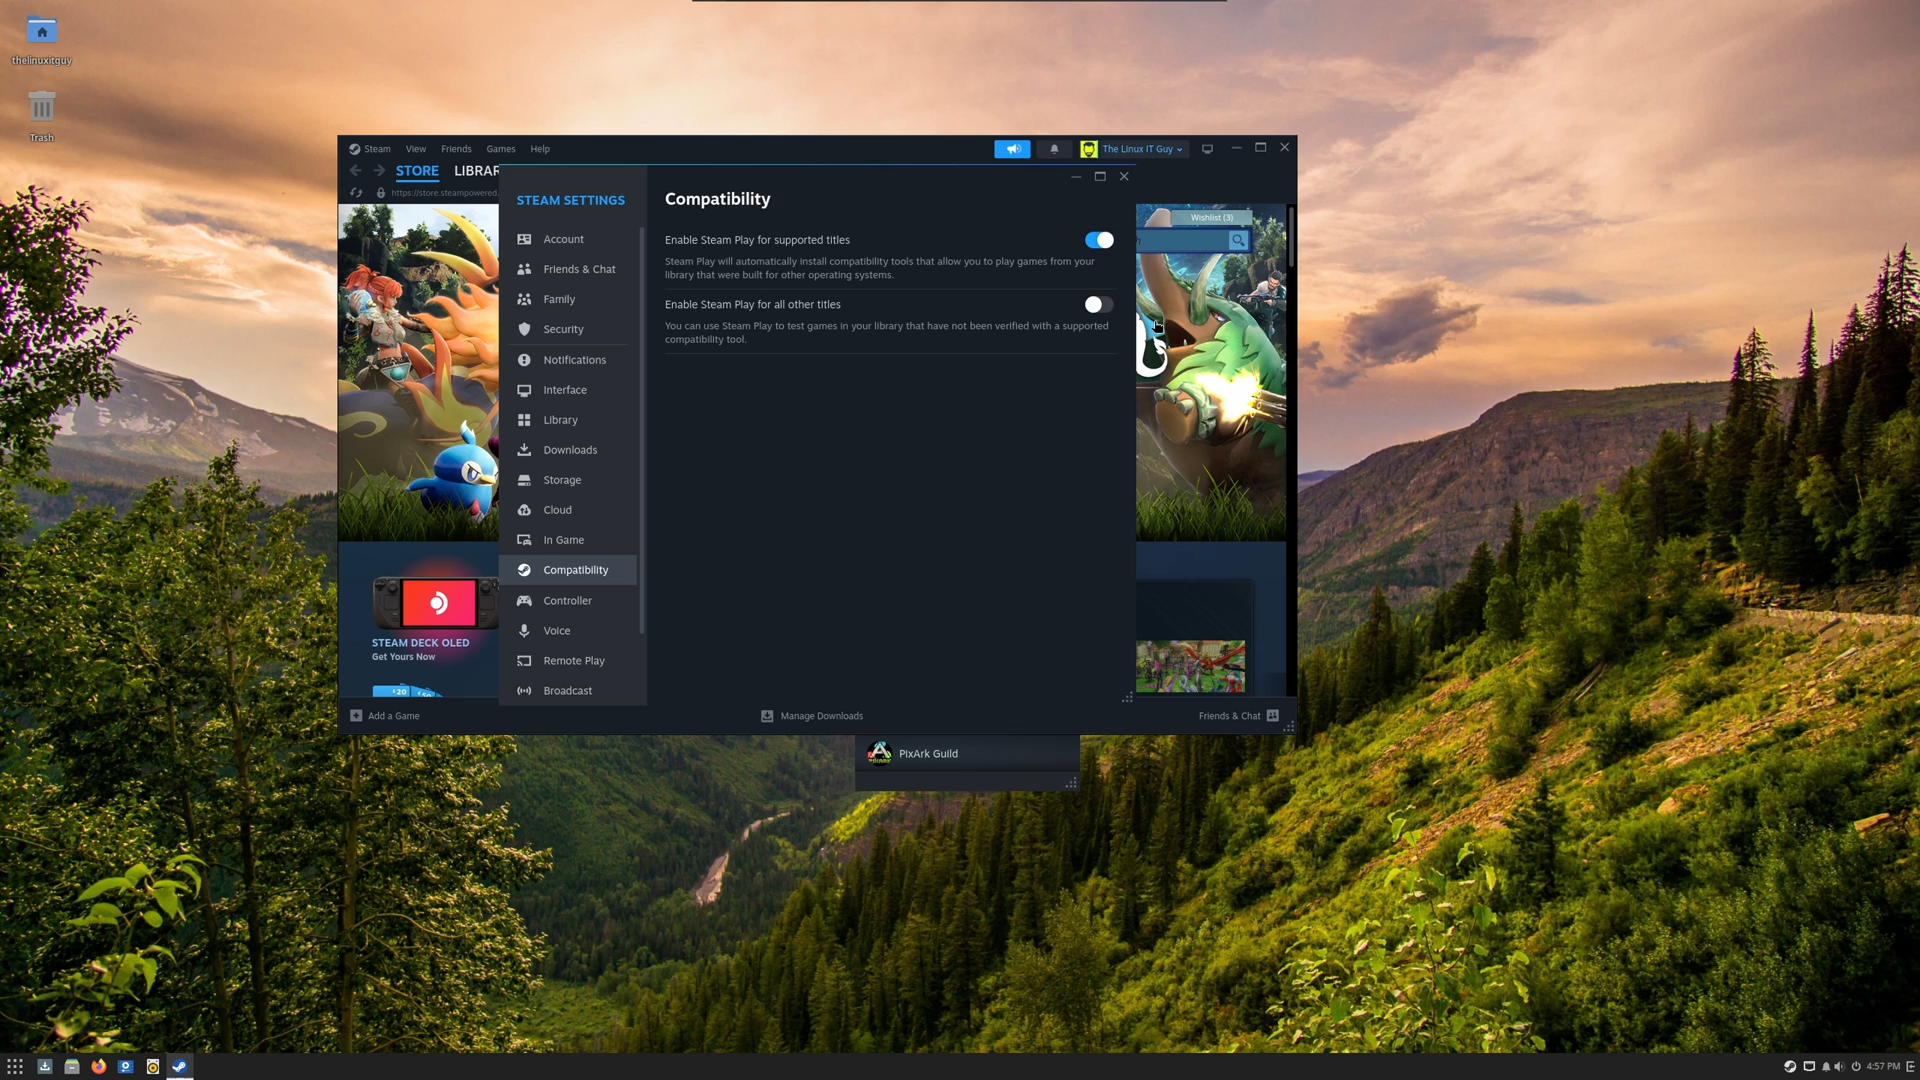 thelinuxitguy
Trash
Steam View Friends Games Help
The Linux IT Guy
STORE LIBRAR
https://store.steampowered.
Wishlist (3)
STEAM SETTINGS
Account
Friends & Chat
Family
Security
Notifications
Interface
Library
Downloads
Storage
Cloud
In Game
Compatibility
Controller
Voice
Remote Play
Broadcast
Compatibility
Enable Steam Play for supported titles
Steam Play will automatically install compatibility tools that allow you to play games from your
library that were built for other operating systems.
Enable Steam Play for all other titles
You can use Steam Play to test games in your library that have not been verified with a supported
compatibility tool.
STEAM DECK OLED
Get Yours Now
$20
Add a Game
Manage Downloads
Friends & Chat
PixArk Guild
4:57 PM